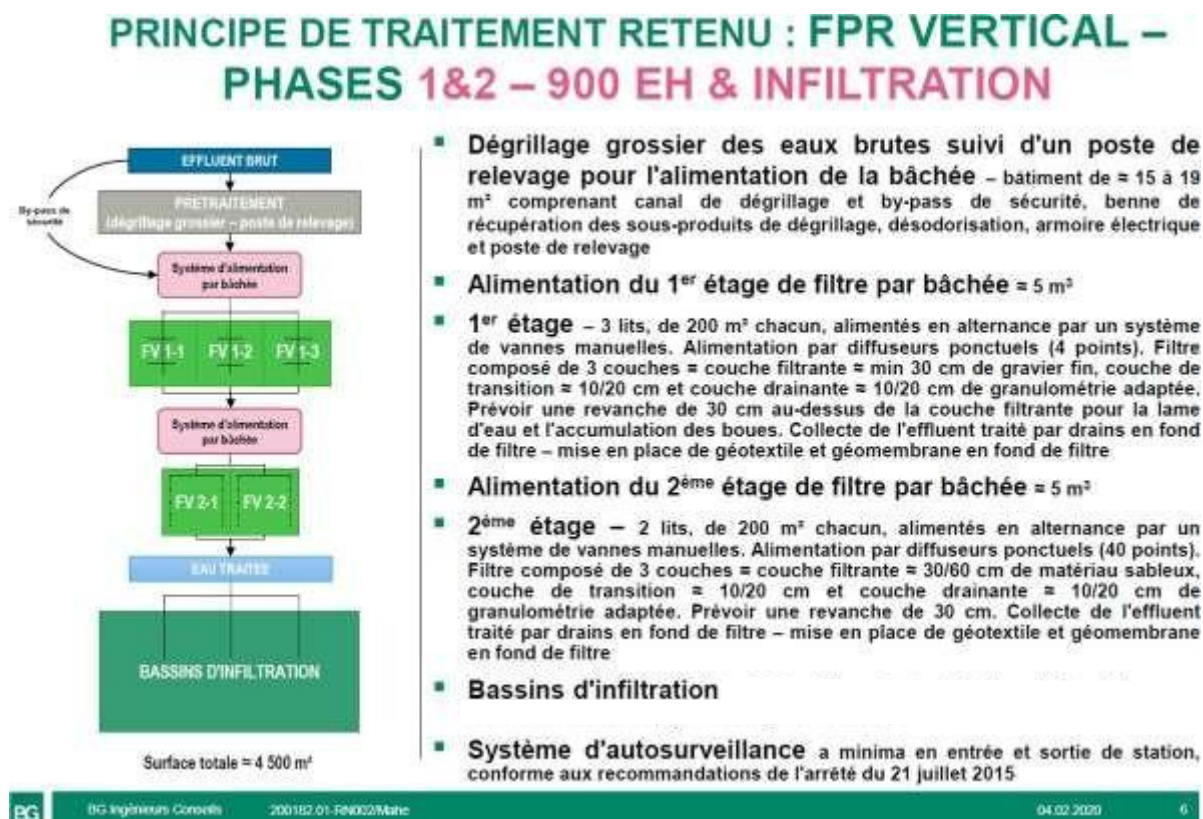 PRINCIPE DE TRAITEMENT RETENU : FPR VERTICAL –
PHASES 1&2 – 900 EH & INFILTRATION
EFFLUENT BRUT
By-pass de
sécurité
PRETRAITEMENT
(dégrillage grossier – poste de relevage)
Système d'alimentation
par bâchée
FV 1-1 FV 1-2 FV 1-3
Système d'alimentation
par bâchée
FV 2-1 FV 2-2
EAU TRAITEE
BASSINS D'INFILTRATION
Surface totale ≈ 4 500 m²
▪ Dégrillage grossier des eaux brutes suivi d'un poste de
relevage pour l'alimentation de la bâchée – bâtiment de ≈ 15 à 19
m² comprenant canal de dégrillage et by-pass de sécurité, benne de
récupération des sous-produits de dégrillage, désodorisation, armoire électrique
et poste de relevage
▪ Alimentation du 1er étage de filtre par bâchée ≈ 5 m³
▪ 1er étage – 3 lits, de 200 m² chacun, alimentés en alternance par un système
de vannes manuelles. Alimentation par diffuseurs ponctuels (4 points). Filtre
composé de 3 couches = couche filtrante ≈ min 30 cm de gravier fin, couche de
transition ≈ 10/20 cm et couche drainante ≈ 10/20 cm de granulométrie adaptée.
Prévoir une revanche de 30 cm au-dessus de la couche filtrante pour la lame
d'eau et l'accumulation des boues. Collecte de l'effluent traité par drains en fond
de filtre – mise en place de géotextile et géomembrane en fond de filtre
▪ Alimentation du 2ème étage de filtre par bâchée ≈ 5 m³
▪ 2ème étage – 2 lits, de 200 m² chacun, alimentés en alternance par un
système de vannes manuelles. Alimentation par diffuseurs ponctuels (40 points).
Filtre composé de 3 couches = couche filtrante ≈ 30/60 cm de matériau sableux,
couche de transition ≈ 10/20 cm et couche drainante ≈ 10/20 cm de
granulométrie adaptée. Prévoir une revanche de 30 cm. Collecte de l'effluent
traité par drains en fond de filtre – mise en place de géotextile et géomembrane
en fond de filtre
▪ Bassins d'infiltration
▪ Système d'autosurveillance a minima en entrée et sortie de station,
conforme aux recommandations de l'arrêté du 21 juillet 2015
BG BG Ingénieurs Conseils 200182.01-RN002/Mahe 04.02.2020 6